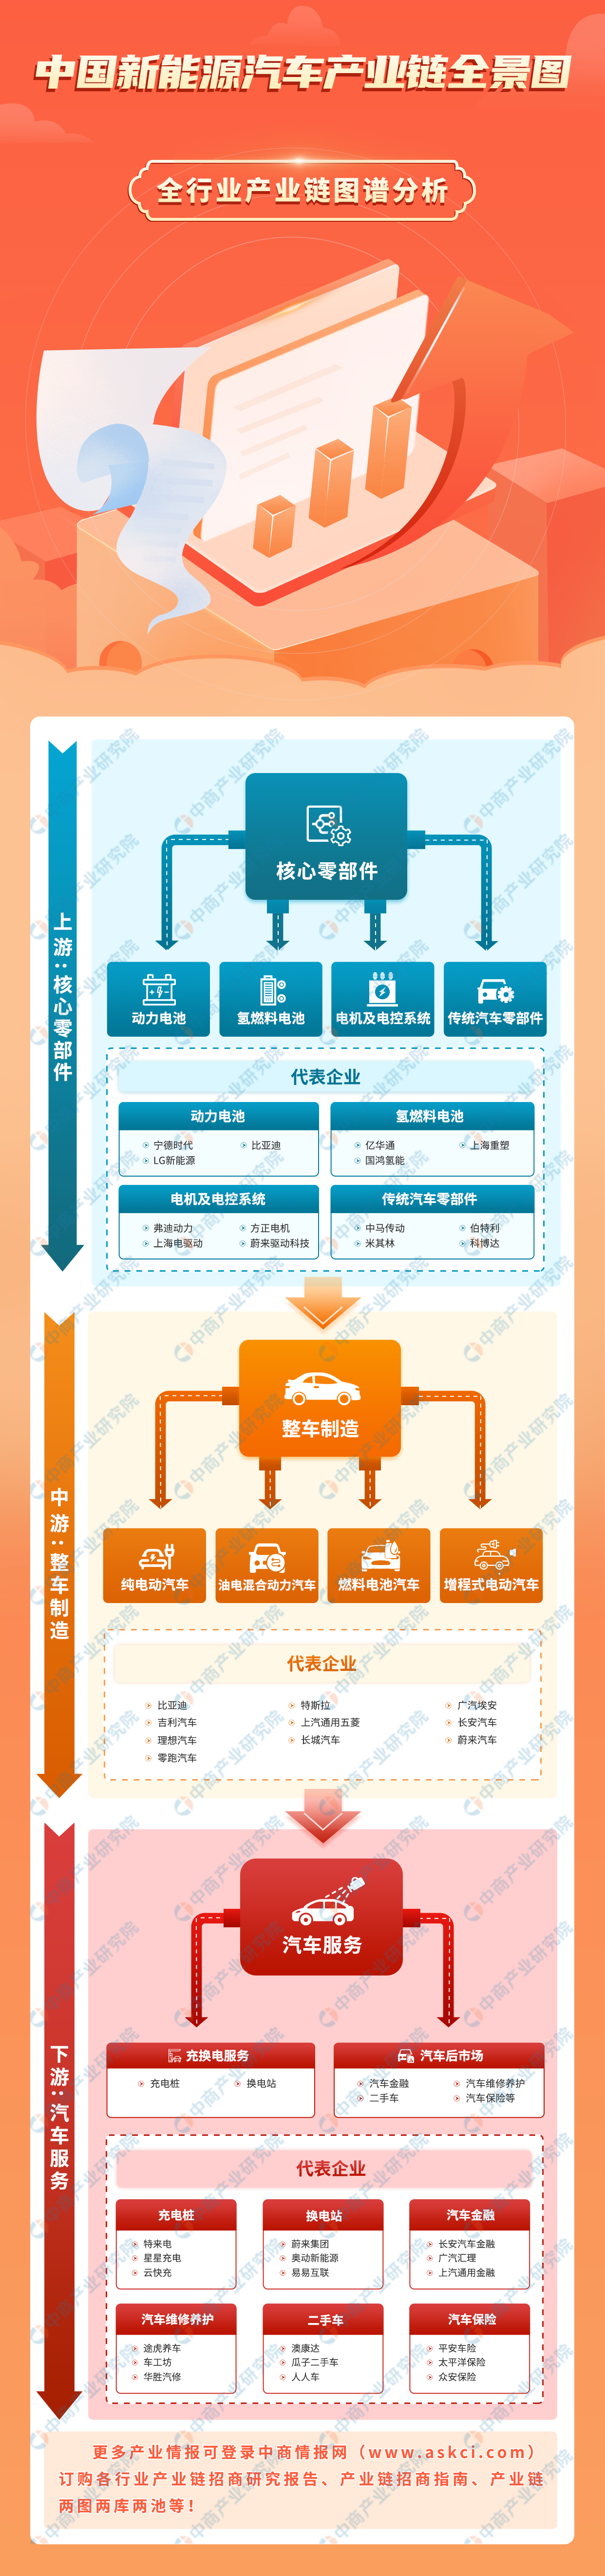 中国新能源汽车产业链全景图
全行业产业链图谱分析
上游：核心零部件
核心零部件
动力电池
氢燃料电池
电机及电控系统
传统汽车零部件
代表企业
动力电池
宁德时代
比亚迪
LG新能源
氢燃料电池
亿华通
上海重塑
国鸿氢能
电机及电控系统
弗迪动力
方正电机
上海电驱动
蔚来驱动科技
传统汽车零部件
中马传动
伯特利
米其林
科博达
中游：整车制造
整车制造
纯电动汽车
油电混合动力汽车
燃料电池汽车
增程式电动汽车
代表企业
比亚迪
特斯拉
广汽埃安
吉利汽车
上汽通用五菱
长安汽车
理想汽车
长城汽车
蔚来汽车
零跑汽车
下游：汽车服务
汽车服务
充换电服务
充电桩
换电站
汽车后市场
汽车金融
汽车维修养护
二手车
汽车保险等
代表企业
充电桩
特来电
星星充电
云快充
换电站
蔚来集团
奥动新能源
易易互联
汽车金融
长安汽车金融
广汽汇理
上汽通用金融
汽车维修养护
途虎养车
车工坊
华胜汽修
二手车
澳康达
瓜子二手车
人人车
汽车保险
平安车险
太平洋保险
众安保险
更多产业情报可登录中商情报网（www.askci.com）
订购各行业产业链招商研究报告、产业链招商指南、产业链
两图两库两池等！
中商产业研究院